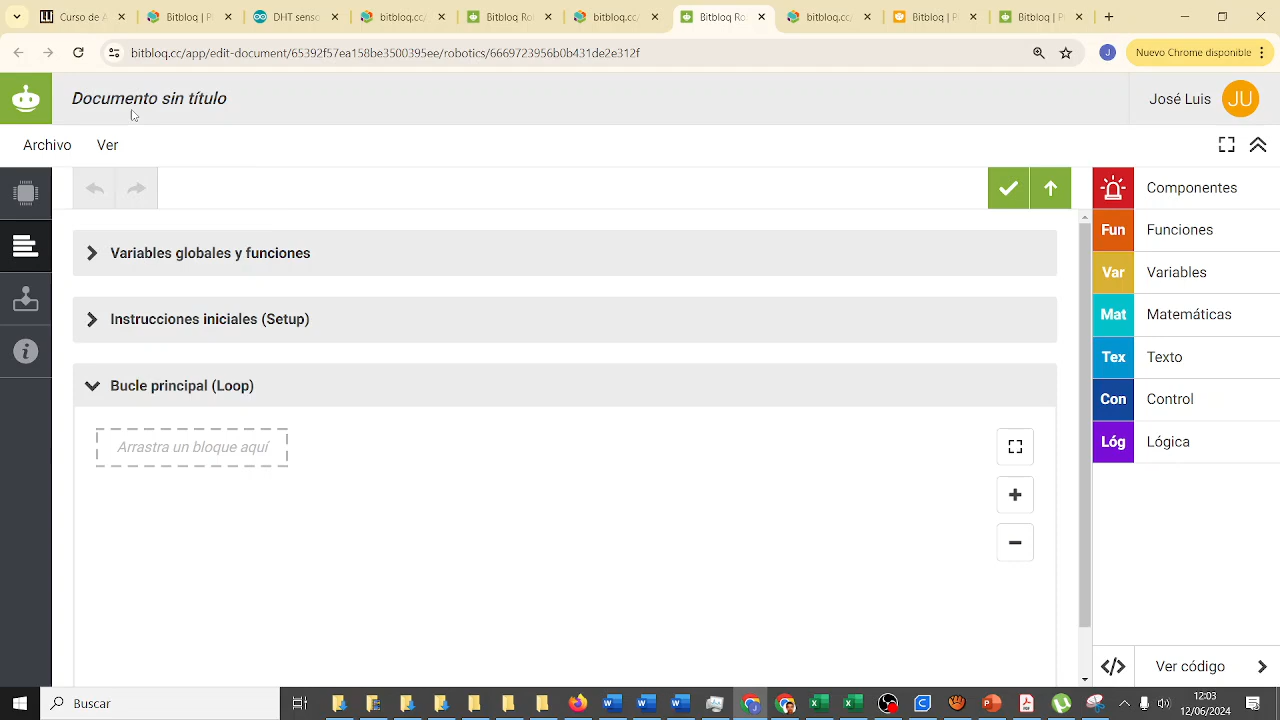 Curso de A
Bitbloq | P
DHT senso
bitbloq.cc/
Bitbloq Ro
bitbloq.cc/
Bitbloq Ro
bitbloq.cc/
Bitbloq | P
Bitbloq | P
bitbloq.cc/app/edit-document/65392f57ea158be3500395ee/robotics/6669723956b0b431de2e312f
J
Nuevo Chrome disponible
Documento sin título
José Luis
JU
Archivo
Ver
Componentes
Variables globales y funciones
Fun
Funciones
Var
Variables
Instrucciones iniciales (Setup)
Mat
Matemáticas
Tex
Texto
Bucle principal (Loop)
Con
Control
Arrastra un bloque aquí
Lóg
Lógica
</> Ver código
Buscar
12:03
12/06/2024